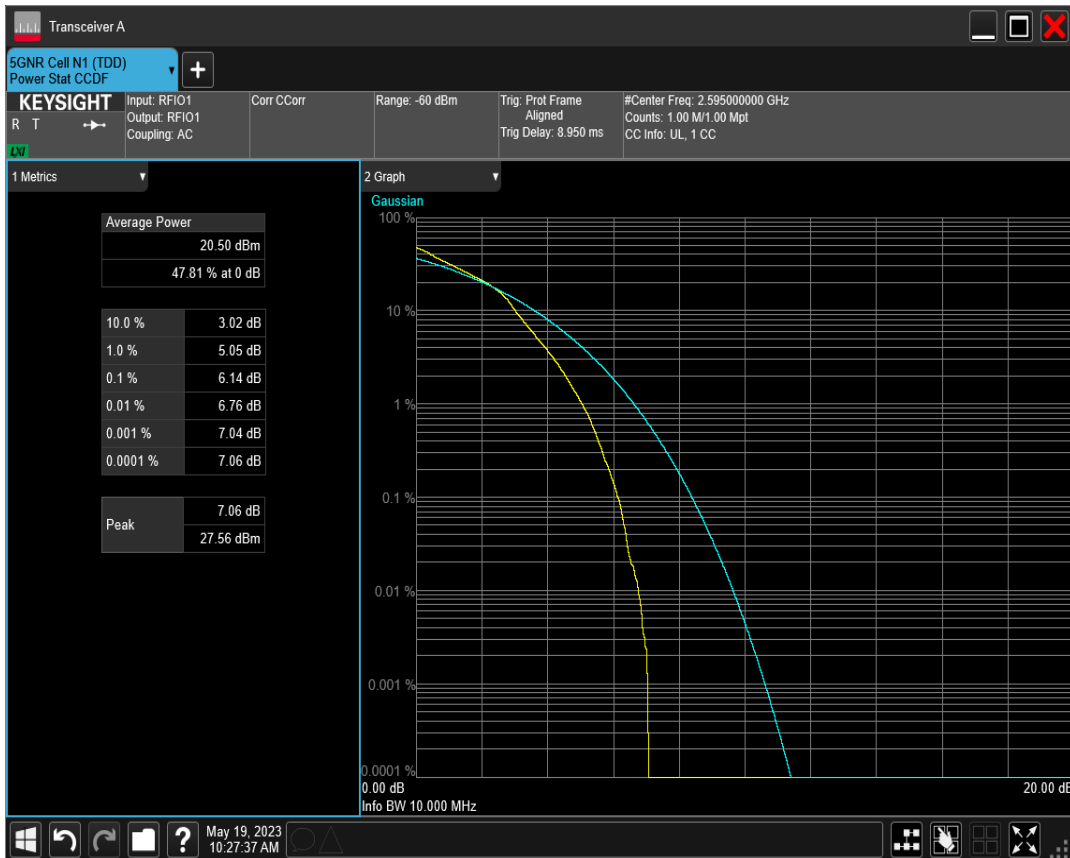 Transceiver A
5GNR Cell N1 (TDD)
Power Stat CCDF
+
KEYSIGHT
R T
LXI
Input: RFIO1
Output: RFIO1
Coupling: AC
Corr CCorr
Range: -60 dBm
Trig: Prot Frame
Aligned
Trig Delay: 8.950 ms
#Center Freq: 2.595000000 GHz
Counts: 1.00 M/1.00 Mpt
CC Info: UL, 1 CC
1 Metrics
Average Power
20.50 dBm
47.81 % at 0 dB
10.0 % 3.02 dB
1.0 % 5.05 dB
0.1 % 6.14 dB
0.01 % 6.76 dB
0.001 % 7.04 dB
0.0001 % 7.06 dB
Peak
7.06 dB
27.56 dBm
2 Graph
Gaussian
100 %
10 %
1 %
0.1 %
0.01 %
0.001 %
0.0001 %
0.00 dB 20.00 dB
Info BW 10.000 MHz
?
May 19, 2023
10:27:37 AM